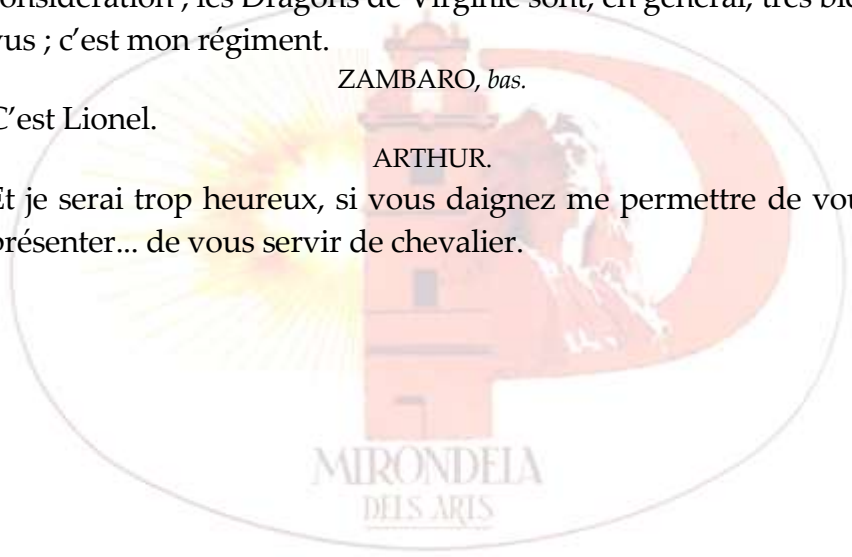 considération ; les Dragons de Virginie sont, en général, très bie
vus ; c’est mon régiment.
ZAMBARO, bas.
C’est Lionel.
ARTHUR.
Et je serai trop heureux, si vous daignez me permettre de vou
présenter... de vous servir de chevalier.
MIRONDELA
DELS ARTS